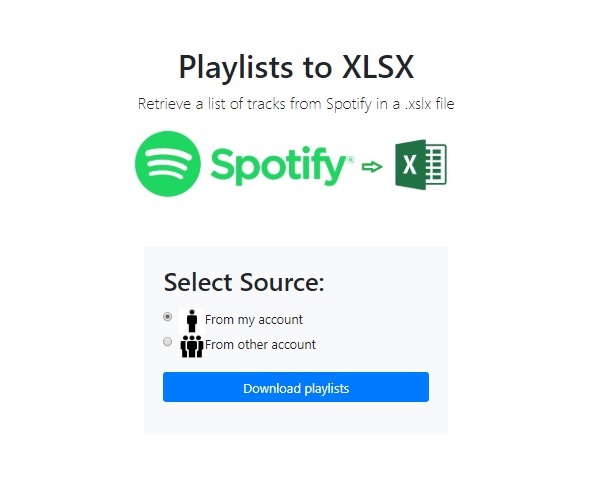 Playlists to XLSX
Retrieve a list of tracks from Spotify in a .xslx file
Spotify® ⇨ X
Select Source:
From my account
From other account
Download playlists